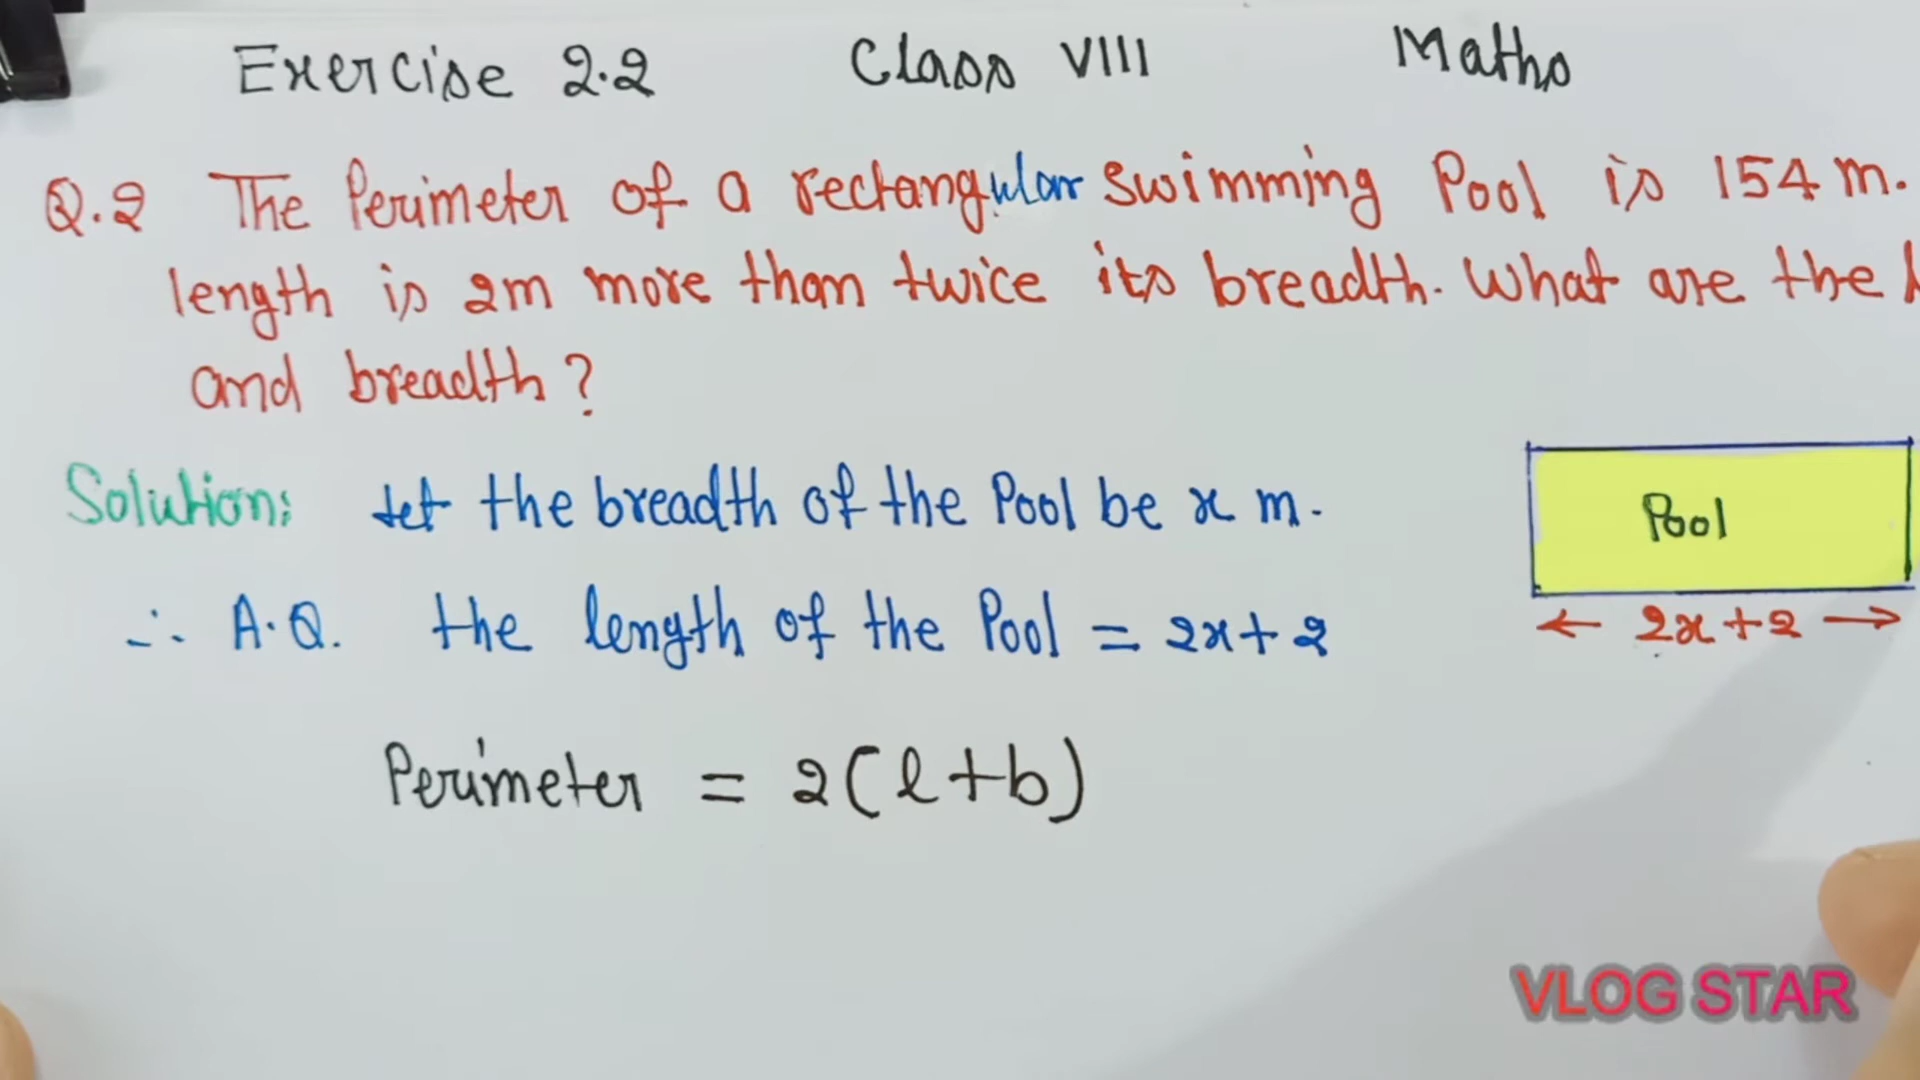 Exercise 2.2 Class VIII Maths
Q.2 The Perimeter of a rectangular swimming Pool is 154 m.
length is 2m more than twice its breadth. What are the
and breadth?
Solution: Let the breadth of the Pool be x m.
∴ A.Q. the length of the Pool = 2x+2
Perimeter = 2(l+b)
Pool
← 2x+2 →
VLOG STAR